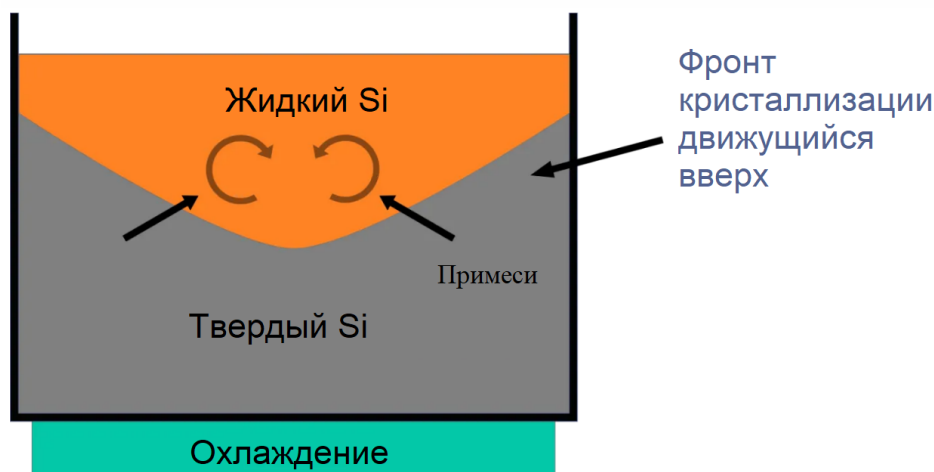 Жидкий Si
Фронт
кристаллизации
движущийся
вверх
Примеси
Твердый Si
Охлаждение